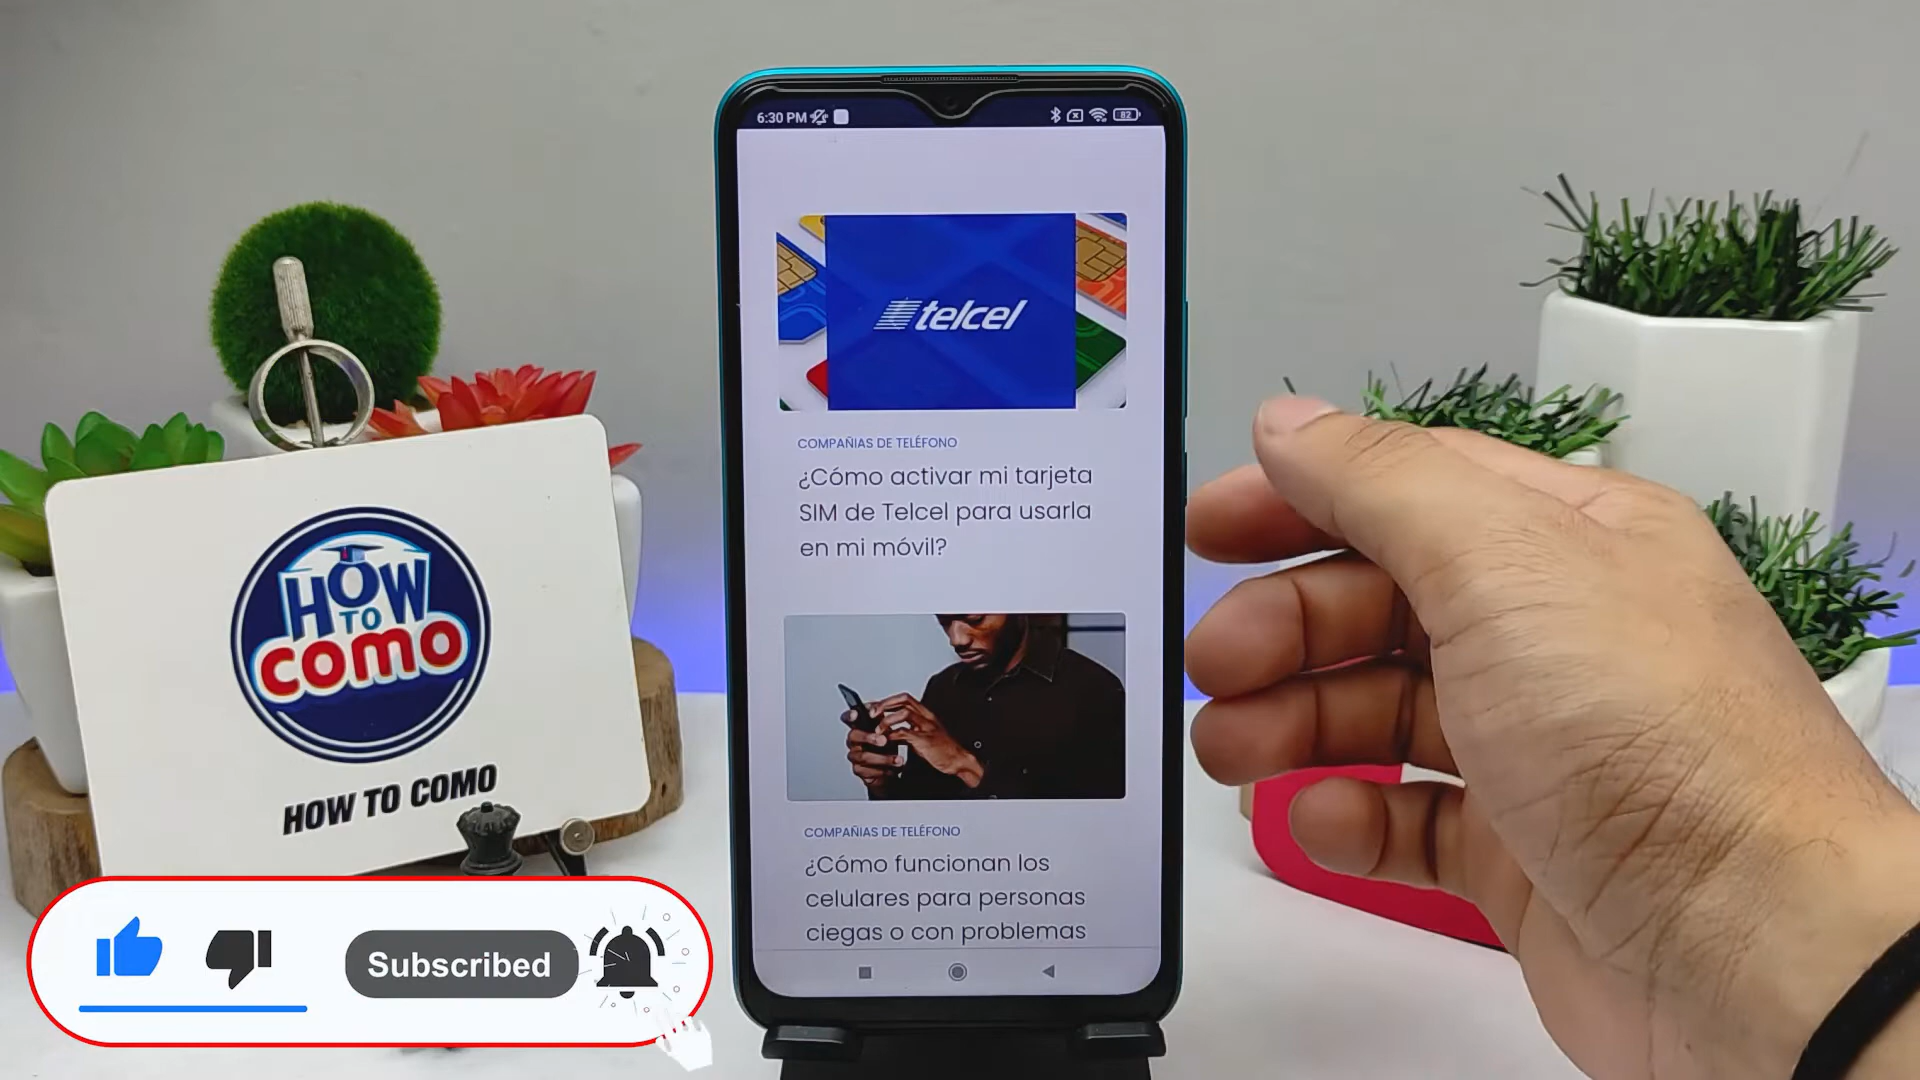 6:30 PM
82
telcel
COMPAÑIAS DE TELÉFONO
¿Cómo activar mi tarjeta
SIM de Telcel para usarla
en mi móvil?
COMPAÑIAS DE TELÉFONO
¿Cómo funcionan los
celulares para personas
ciegas o con problemas
HOW
TO
COMO
HOW TO COMO
Subscribed